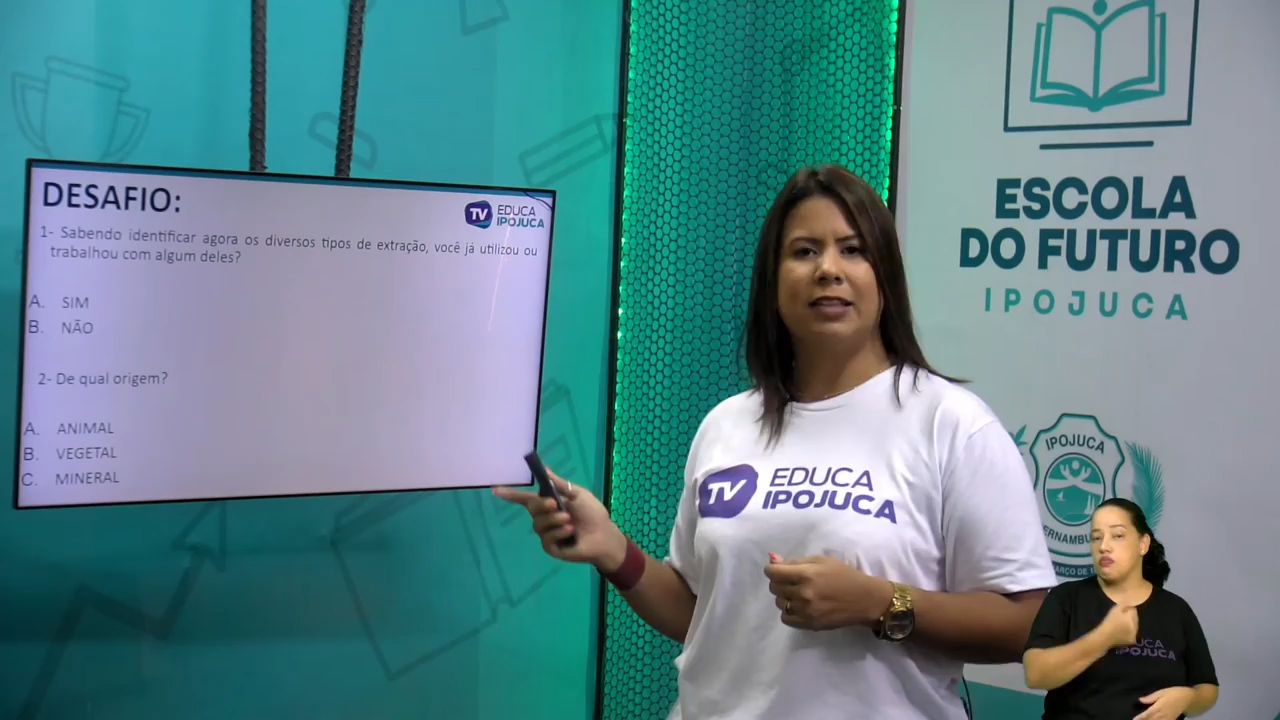 DESAFIO:
TV EDUCA
IPOJUCA
1- Sabendo identificar agora os diversos tipos de extração, você já utilizou ou
trabalhou com algum deles?
A. SIM
B. NÃO
2- De qual origem?
A. ANIMAL
B. VEGETAL
C. MINERAL
ESCOLA
DO FUTURO
IPOJUCA
TV EDUCA
IPOJUCA
IPOJUCA